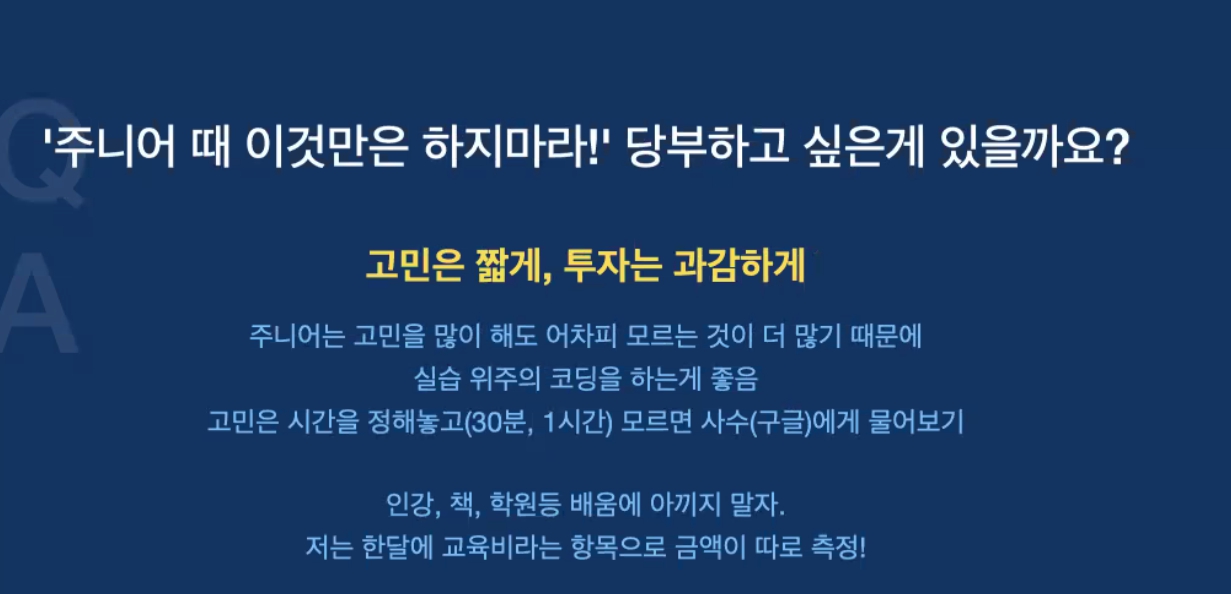 Q
'주니어 때 이것만은 하지마라!' 당부하고 싶은게 있을까요?
A
고민은 짧게, 투자는 과감하게
주니어는 고민을 많이 해도 어차피 모르는 것이 더 많기 때문에
실습 위주의 코딩을 하는게 좋음
고민은 시간을 정해놓고(30분, 1시간) 모르면 사수(구글)에게 물어보기
인강, 책, 학원등 배움에 아끼지 말자.
저는 한달에 교육비라는 항목으로 금액이 따로 측정!